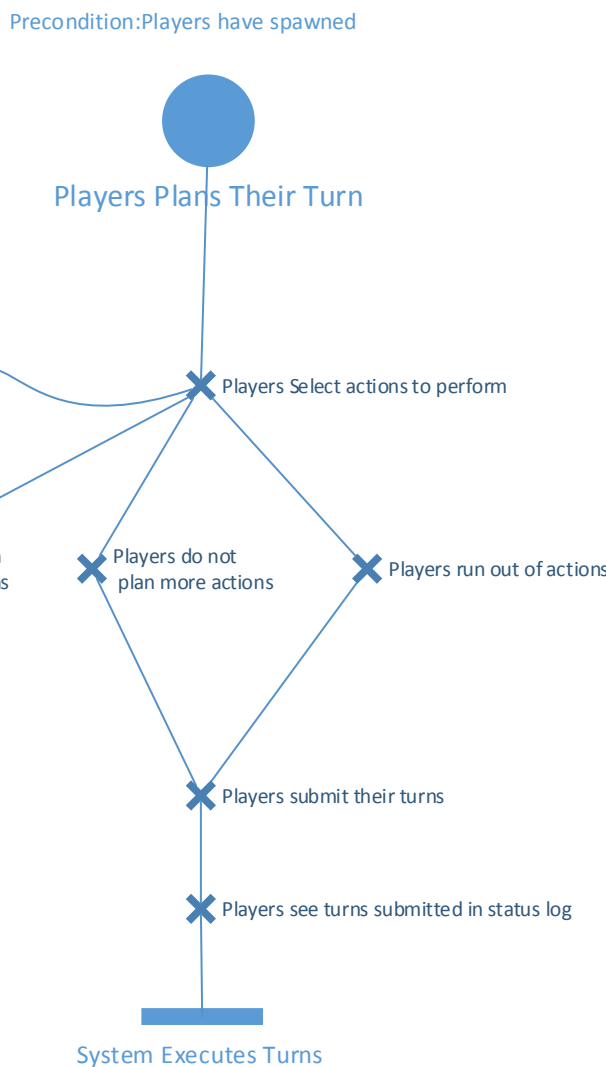 Precondition:Players have spawned
Players Plans Their Turn
Players Select actions to perform
Players do not
plan more actions
Players run out of actions
Players submit their turns
Players see turns submitted in status log
System Executes Turns